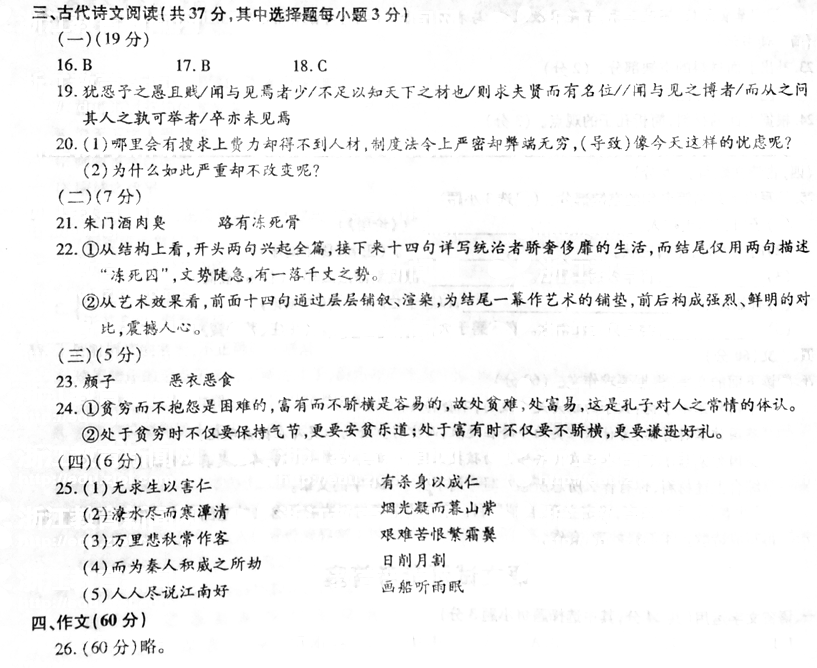 三、古代诗文阅读(共37分,其中选择题每小题3分)
(一)(19分)
16.B 17.B 18.C
19.犹恐子之愚且贱/闻与见焉者少/不足以知天下之材也/则求夫贤而有名位//闻与见之博者/而从之问
其人之孰可举者/卒亦未见焉
20.(1)哪里会有搜求上费力却得不到人材,制度法令上严密却弊端无穷,(导致)像今天这样的忧虑呢?
(2)为什么如此严重却不改变呢?
(二)(7分)
21.朱门酒肉臭 路有冻死骨
22.①从结构上看,开头两句兴起全篇,接下来十四句详写统治者骄奢侈靡的生活,而结尾仅用两句描述
“冻死囚”,文势陡急,有一落千丈之势。
②从艺术效果看,前面十四句通过层层铺叙、渲染,为结尾一幕作艺术的铺垫,前后构成强烈、鲜明的对
比,震撼人心。
(三)(5分)
23.颜子 恶衣恶食
24.①贫穷而不抱怨是困难的,富有而不骄横是容易的,故处贫难,处富易,这是孔子对人之常情的体认。
②处于贫穷时不仅要保持气节,更要安贫乐道;处于富有时不仅要不骄横,更要谦逊好礼。
(四)(6分)
25.(1)无求生以害仁 有杀身以成仁
(2)潦水尽而寒潭清 烟光凝而暮山紫
(3)万里悲秋常作客 艰难苦恨繁霜鬓
(4)而为秦人积威之所劫 日削月割
(5)人人尽说江南好 画船听雨眠
四、作文(60分)
26.(60分)略。